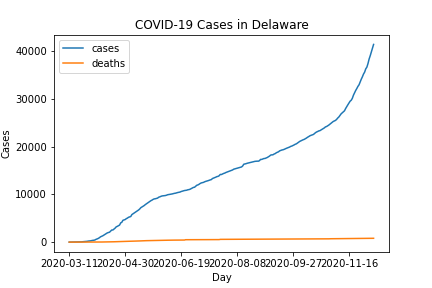 COVID-19 Cases in Delaware
cases
deaths
40000
30000
20000
10000
0
Cases
2020-03-11 2020-04-30 2020-06-19 2020-08-08 2020-09-27 2020-11-16
Day